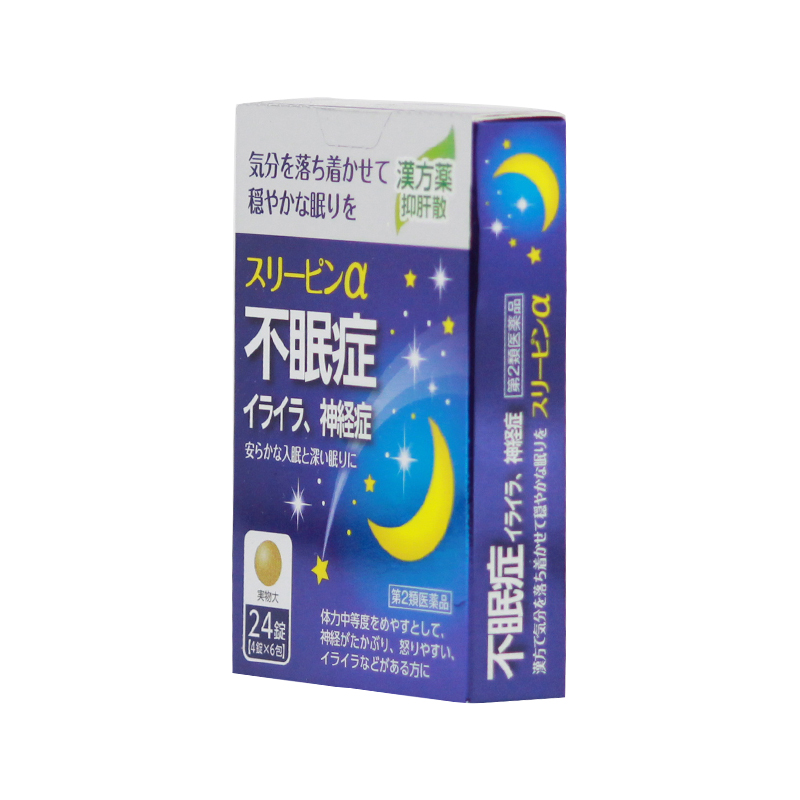 気分を落ち着かせて
穏やかな眠りを
漢方薬
抑肝散
スリーピンα
不眠症
イライラ、神経症
安らかな入眠と深い眠りに
実物大
24錠
【4錠×6包】
第2類医薬品
体力中等度をめやすとして、
神経がたかぶり、怒りやすい、
イライラなどがある方に
不眠症 イライラ、神経症 第2類医薬品
漢方で気分を落ち着かせて穏やかな眠りを スリーピンα